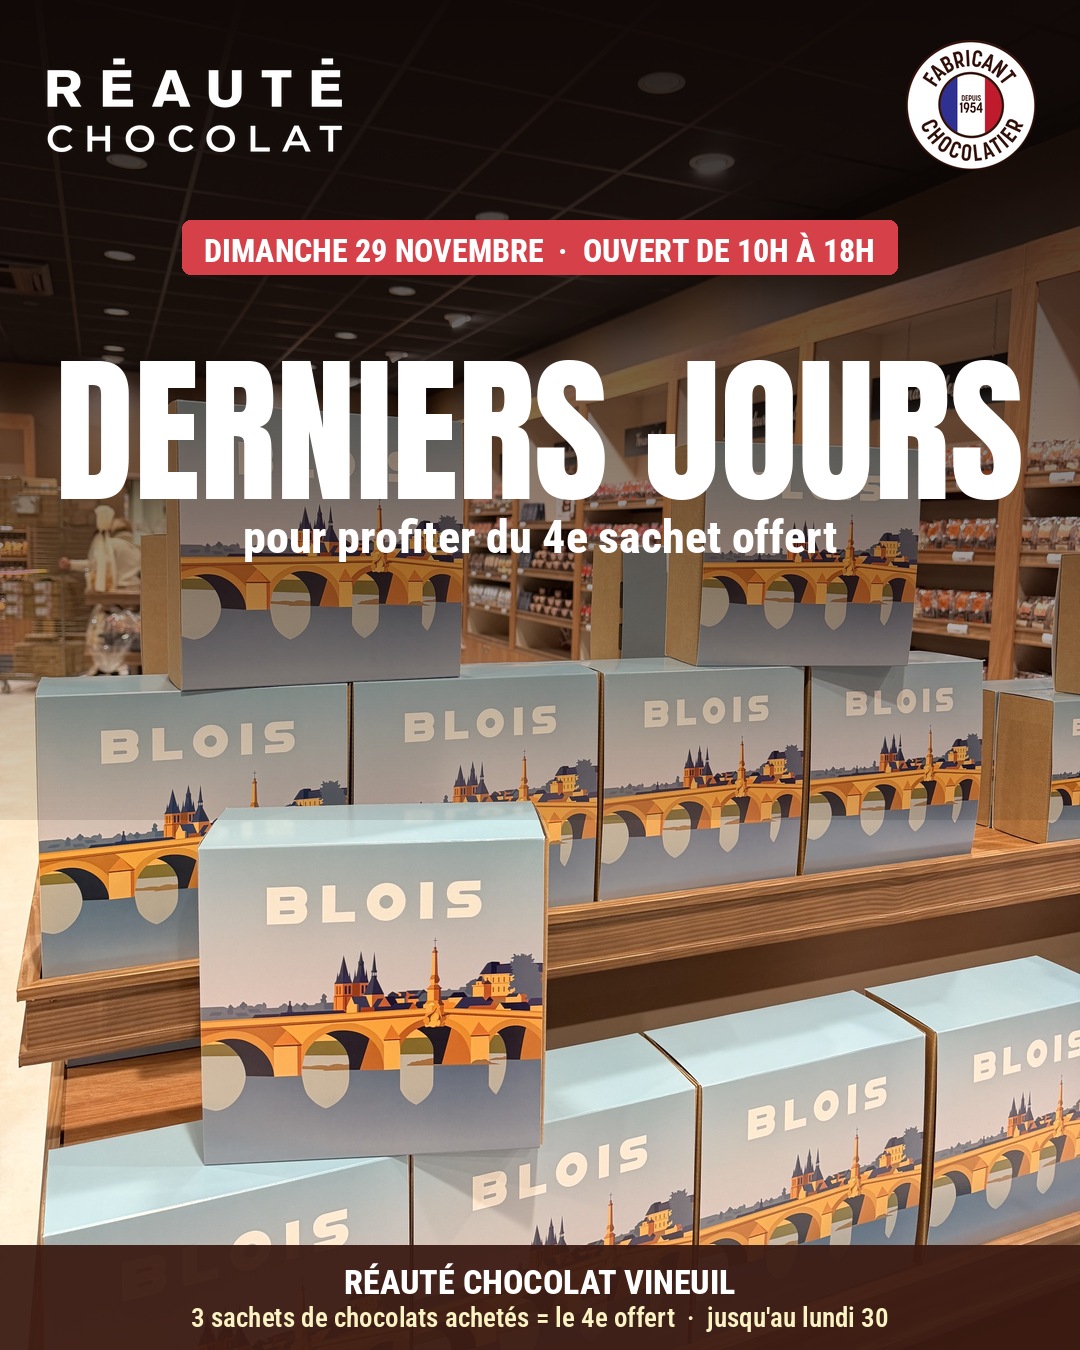 RÉAUTÉ
CHOCOLAT
FABRICANT
DEPUIS
1954
CHOCOLATIER
DIMANCHE 29 NOVEMBRE · OUVERT DE 10H À 18H
DERNIERS JOURS
pour profiter du 4e sachet offert
BLOIS
BLOIS
BLOIS
BLOIS
BLOIS
BLOIS
BLOIS
BLOIS
BLOIS
RÉAUTÉ CHOCOLAT VINEUIL
3 sachets de chocolats achetés = le 4e offert · jusqu'au lundi 30